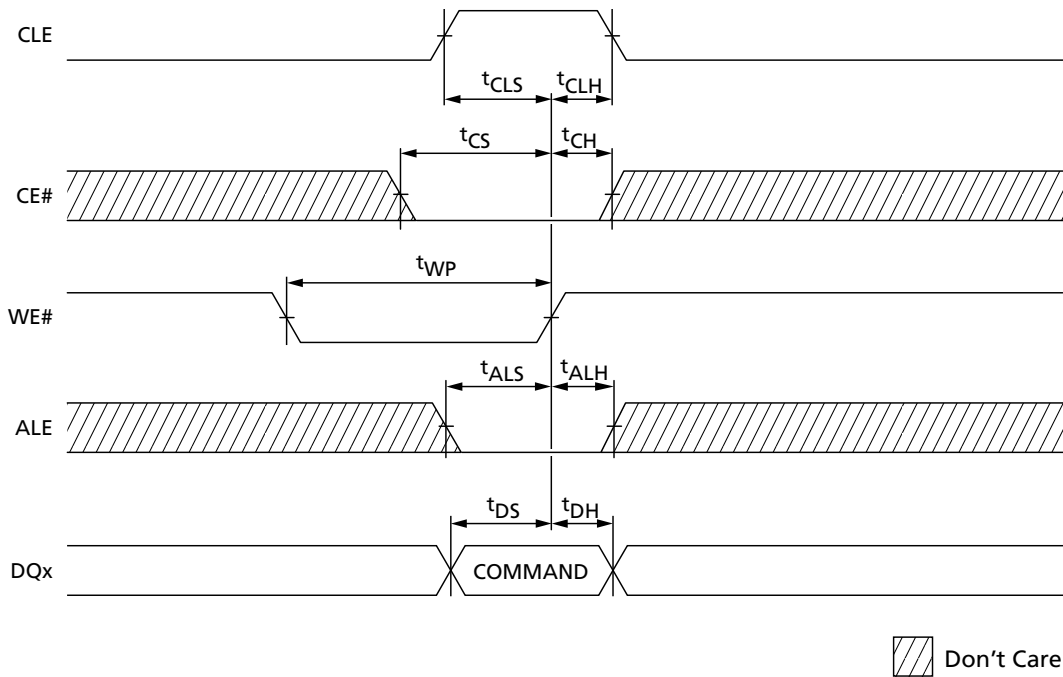 CLE
tCLS tCLH
tCS tCH
CE#
tWP
WE#
tALS tALH
ALE
tDS tDH
DQx COMMAND
Don't Care